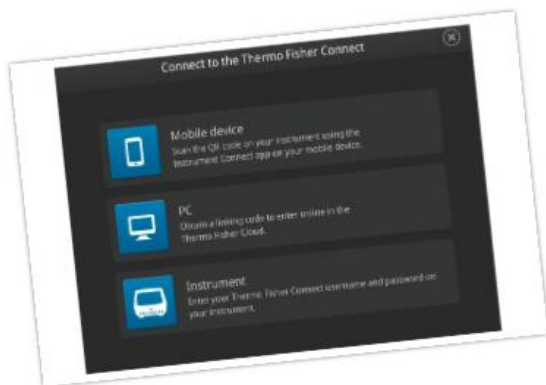 Connect to the Thermo Fisher Connect
Mobile device
Scan the QR code on your instrument using the
Instrument Connect app on your mobile device.
PC
Obtain a linking code to enter online in the
Thermo Fisher Cloud.
Instrument
Enter your Thermo Fisher Connect username and password on
your instrument.